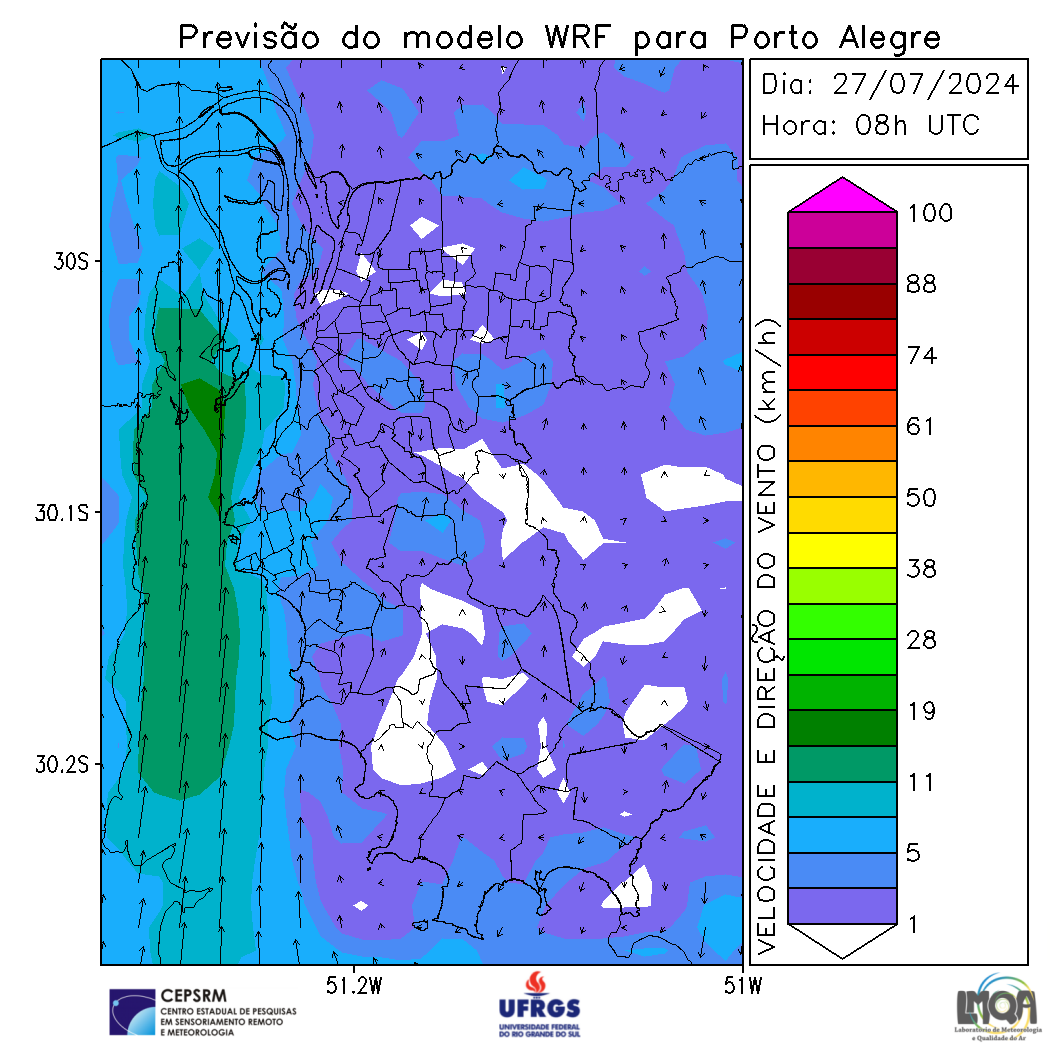 Previsão do modelo WRF para Porto Alegre
Dia: 27/07/2024
Hora: 08h UTC
30S
30.1S
30.2S
51.2W
51W
VELOCIDADE E DIREÇÃO DO VENTO (km/h)
100
88
74
61
50
38
28
19
11
5
1
CEPSRM
CENTRO ESTADUAL DE PESQUISAS
EM SENSORIAMENTO REMOTO
E METEOROLOGIA
UFRGS
UNIVERSIDADE FEDERAL
DO RIO GRANDE DO SUL
LMQA
Laboratório de Meteorologia
e Qualidade do Ar